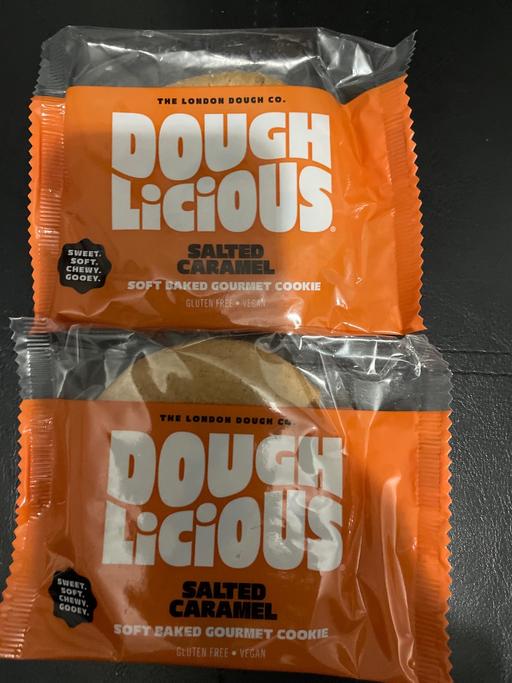 THE LONDON DOUGH CO.
DOUGH
LiCiOUS®
SWEET.
SOFT.
CHEWY.
GOOEY.
SALTED
CARAMEL
SOFT BAKED GOURMET COOKIE
GLUTEN FREE • VEGAN
THE LONDON DOUGH CO.
DOUGH
LiCiOUS
SWEET.
SOFT.
CHEWY.
GOOEY.
SALTED
CARAMEL
SOFT BAKED GOURMET COOKIE
GLUTEN FREE • VEGAN